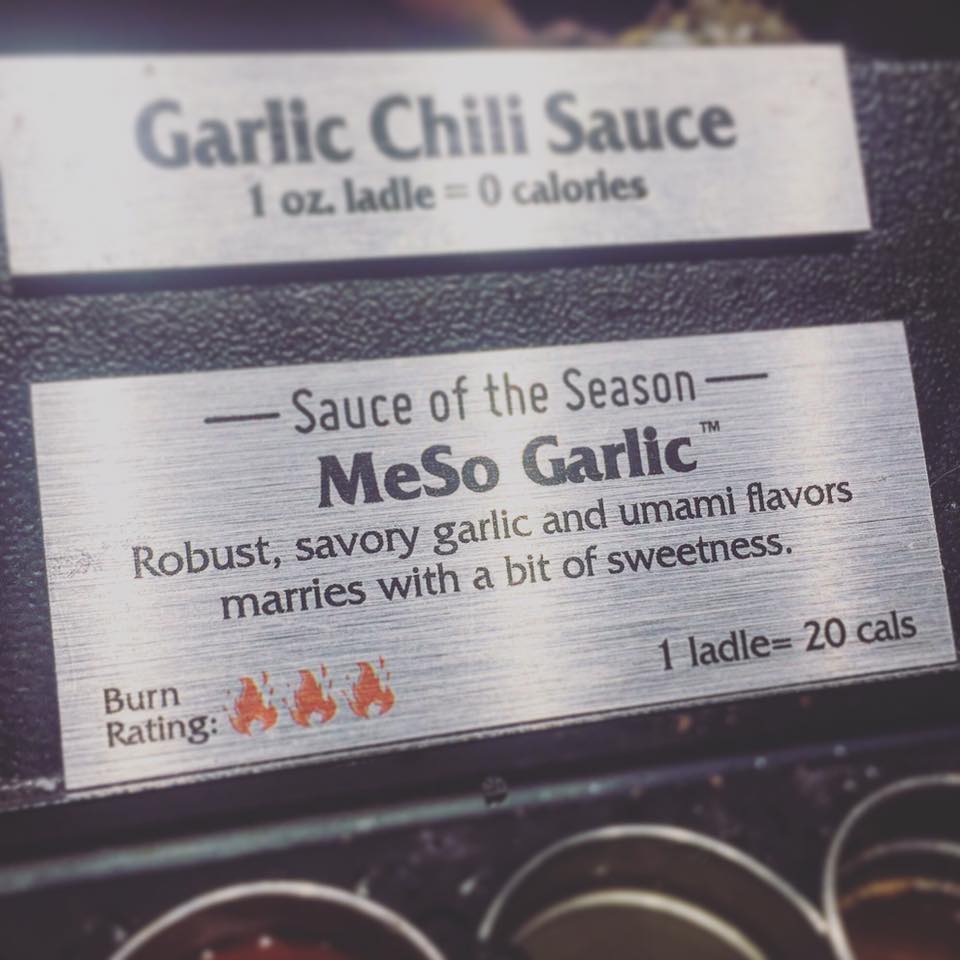 Garlic Chili Sauce
1 oz. ladle = 0 calories
Sauce of the Season
MeSo Garlic™
Robust, savory garlic and umami flavors
marries with a bit of sweetness.
1 ladle= 20 cals
Burn
Rating: